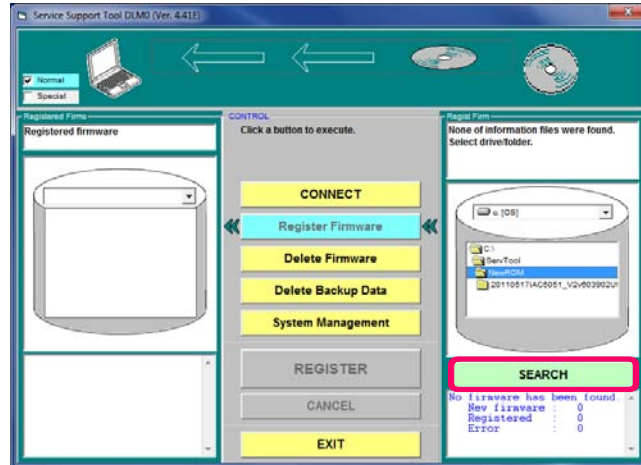 Service Support Tool DLM0 (Ver. 4.41E)
Normal
Special
Registered Firms
Registered firmware
CONTROL
Click a button to execute.
CONNECT
Register Firmware
Delete Firmware
Delete Backup Data
System Management
REGISTER
CANCEL
EXIT
Regist Firm
None of information files were found.
Select drive/folder.
c: [OS]
C:\
ServTool
NewROM
SEARCH
No firmware has been found.
New firmware : 0
Registered : 0
Error : 0